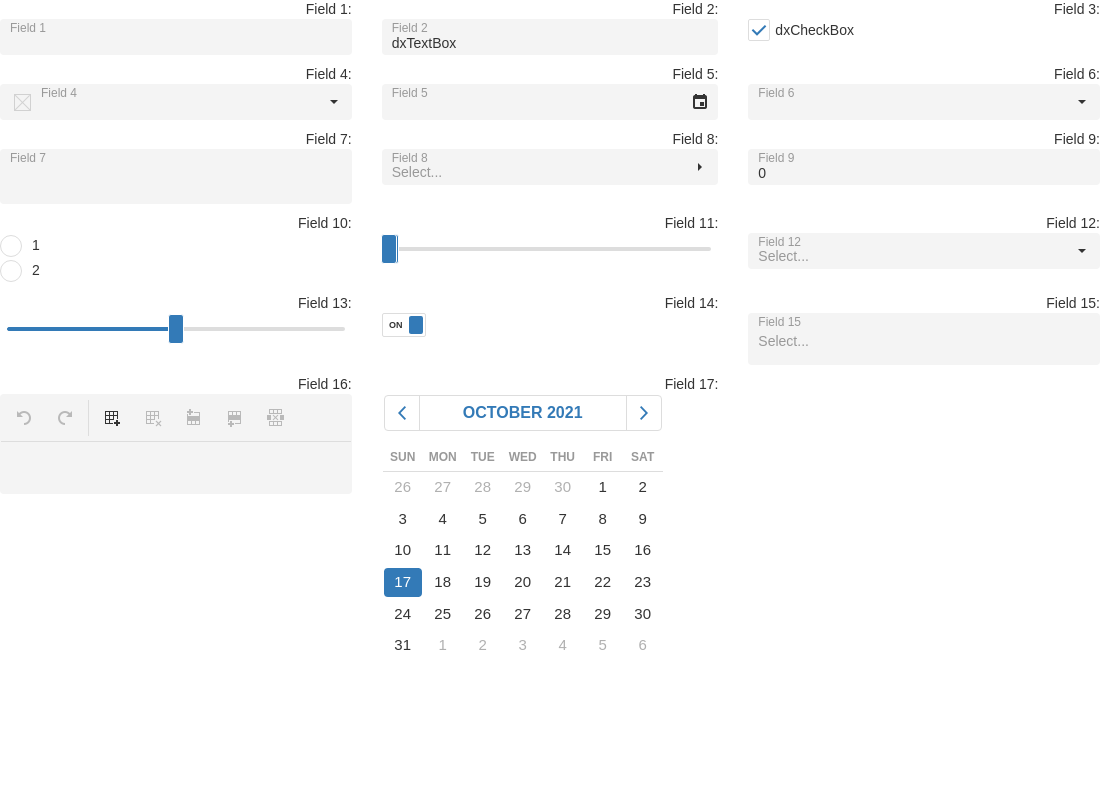 Field 1:
Field 1
Field 2:
Field 2
dxTextBox
Field 3:
dxCheckBox
Field 4:
Field 4
Field 5:
Field 5
Field 6:
Field 6
Field 7:
Field 7
Field 8:
Field 8
Select...
Field 9:
Field 9
0
Field 10:
1
2
Field 11:
Field 12:
Field 12
Select...
Field 13:
Field 14:
ON
Field 15:
Field 15
Select...
Field 16:
Field 17:
OCTOBER 2021
SUN MON TUE WED THU FRI SAT
26 27 28 29 30 1 2
3 4 5 6 7 8 9
10 11 12 13 14 15 16
17 18 19 20 21 22 23
24 25 26 27 28 29 30
31 1 2 3 4 5 6